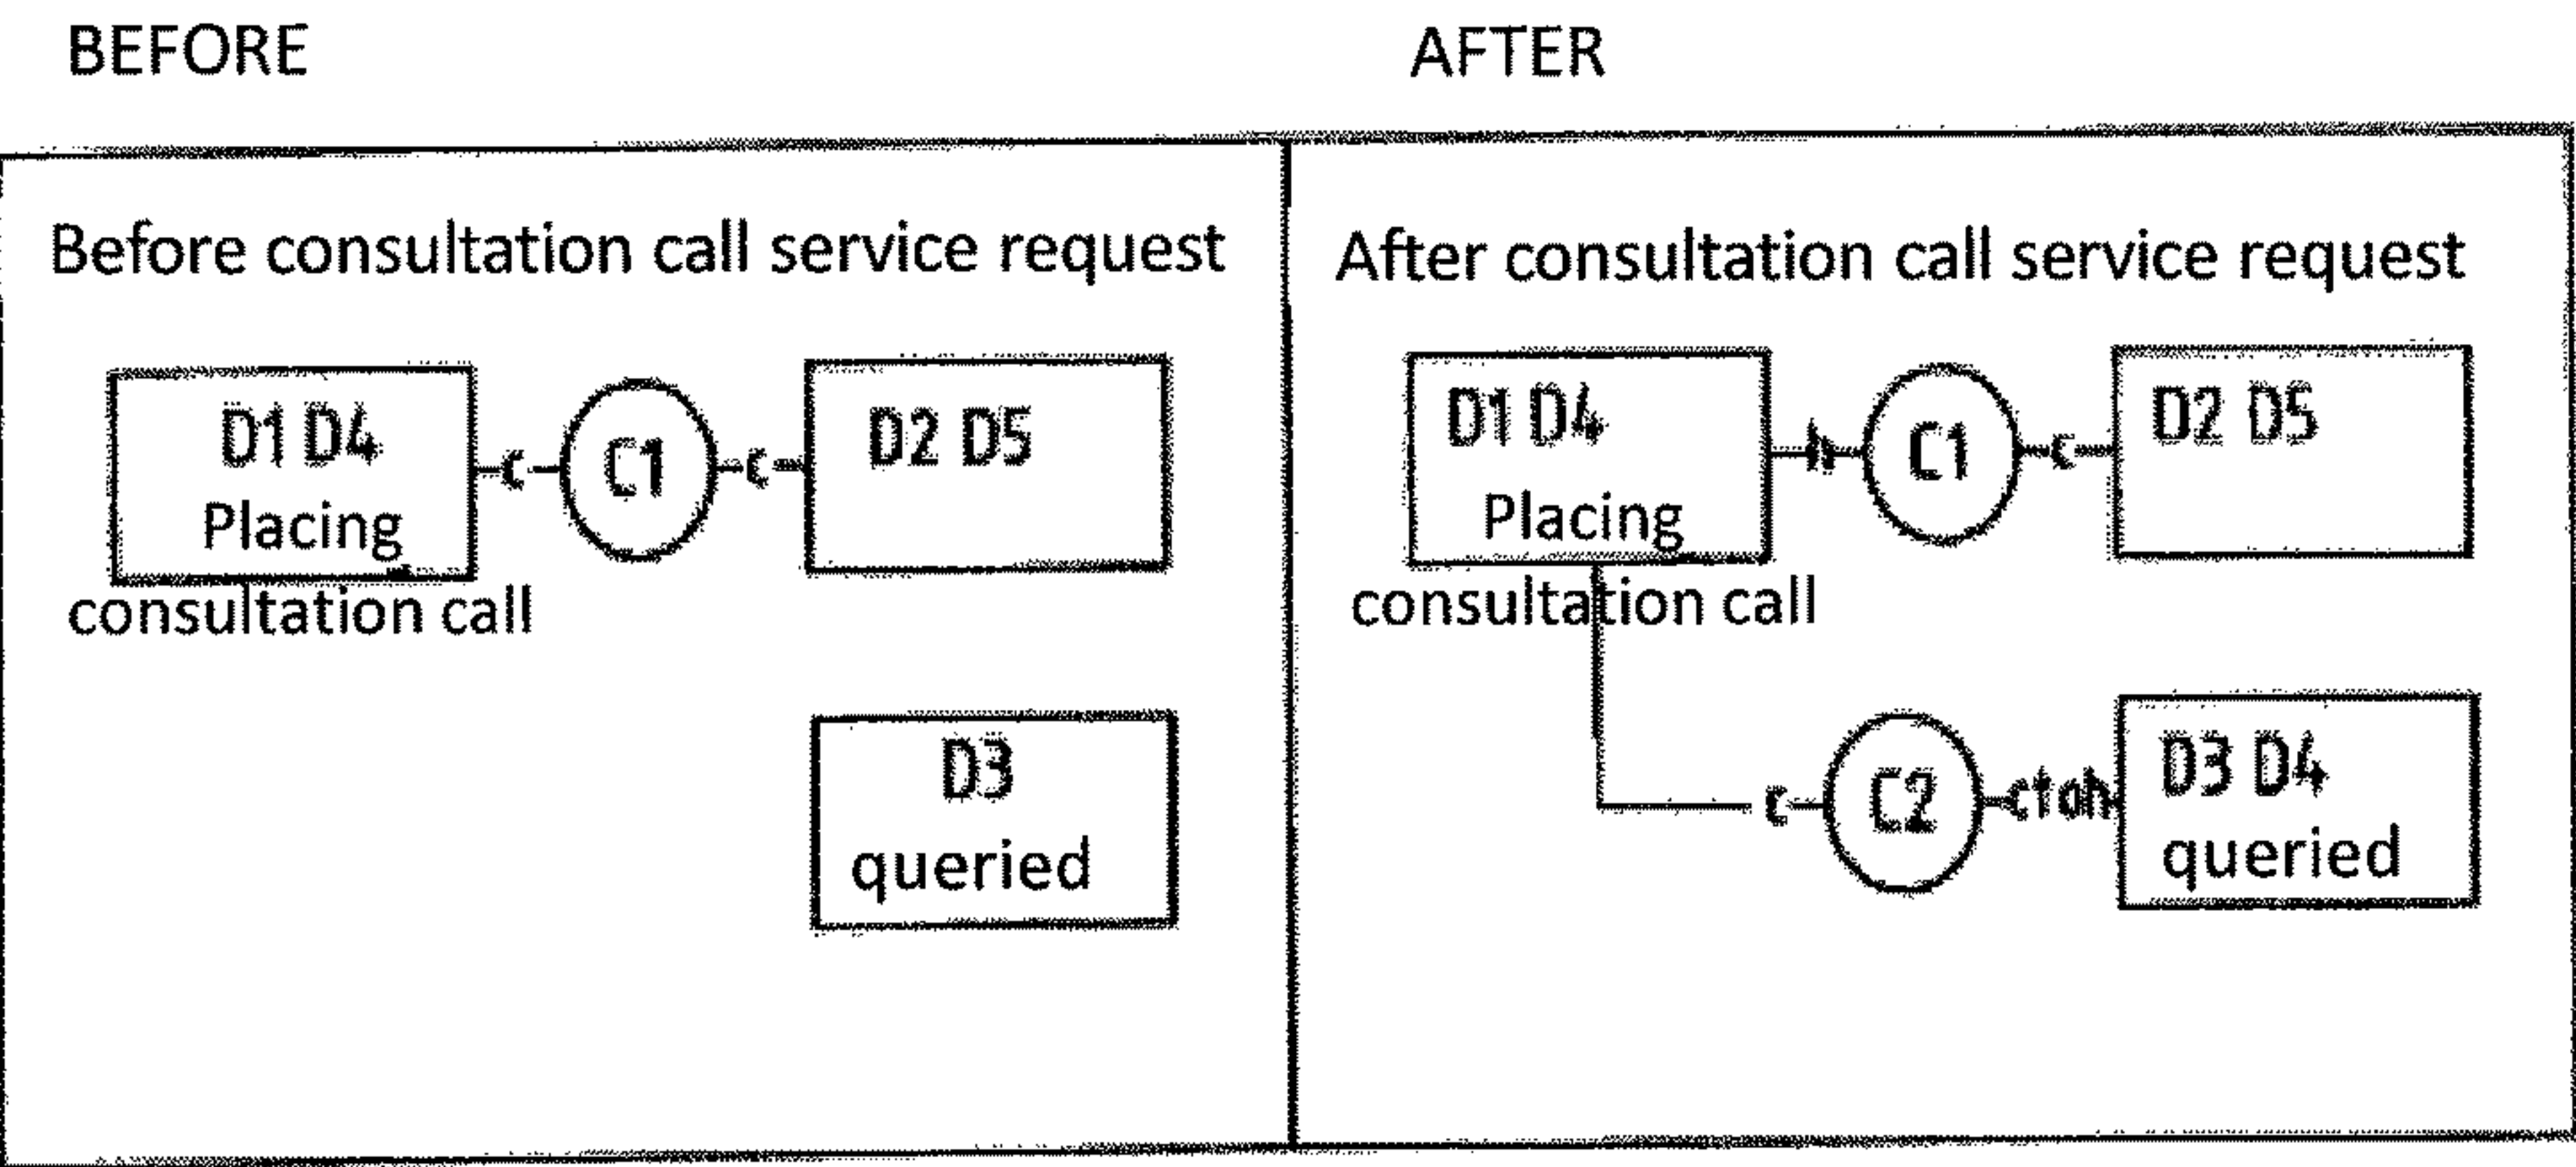 BEFORE
AFTER
Before consultation call service request
D1 D4
Placing
consultation call
c
C1
c
D2 D5
D3
queried
After consultation call service request
D1 D4
Placing
consultation call
h
C1
c
D2 D5
c
C2
D3 D4
queried